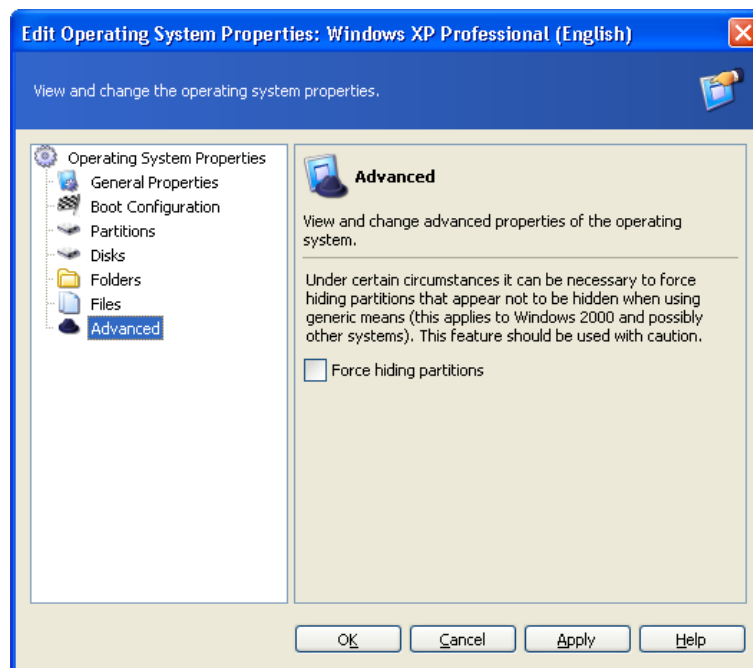 Edit Operating System Properties: Windows XP Professional (English)
View and change the operating system properties.
Operating System Properties
General Properties
Boot Configuration
Partitions
Disks
Folders
Files
Advanced
Advanced
View and change advanced properties of the operating
system.
Under certain circumstances it can be necessary to force
hiding partitions that appear not to be hidden when using
generic means (this applies to Windows 2000 and possibly
other systems). This feature should be used with caution.
Force hiding partitions
OK Cancel Apply Help